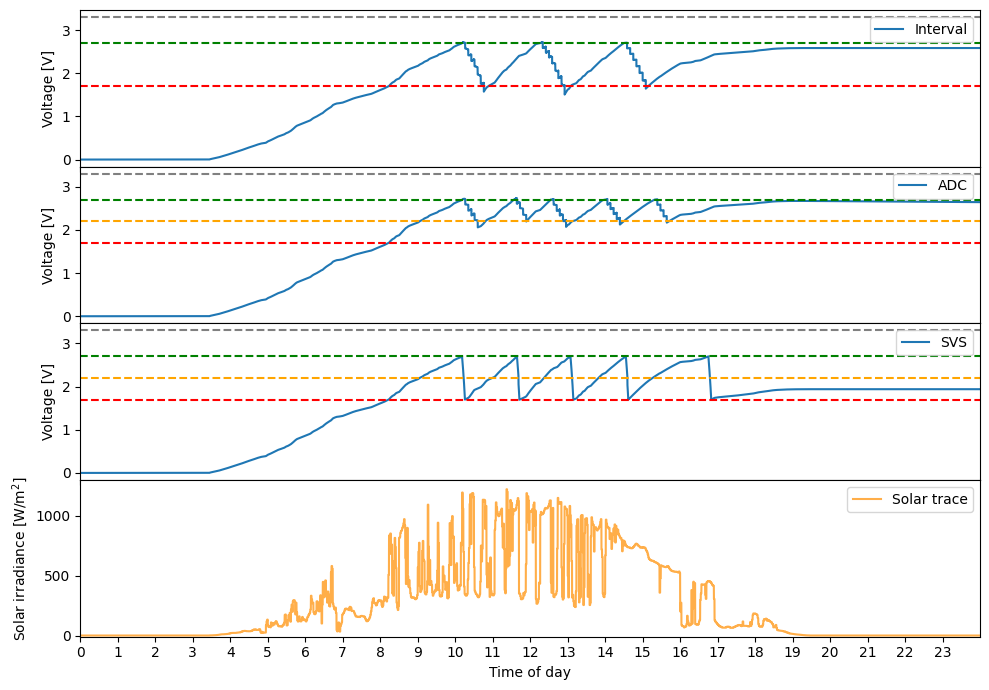 Voltage [V]
3
2
1
0
Interval
Voltage [V]
3
2
1
0
ADC
Voltage [V]
3
2
1
0
SVS
Solar irradiance [W/m²]
1000
500
0
Solar trace
0 1 2 3 4 5 6 7 8 9 10 11 12 13 14 15 16 17 18 19 20 21 22 23
Time of day